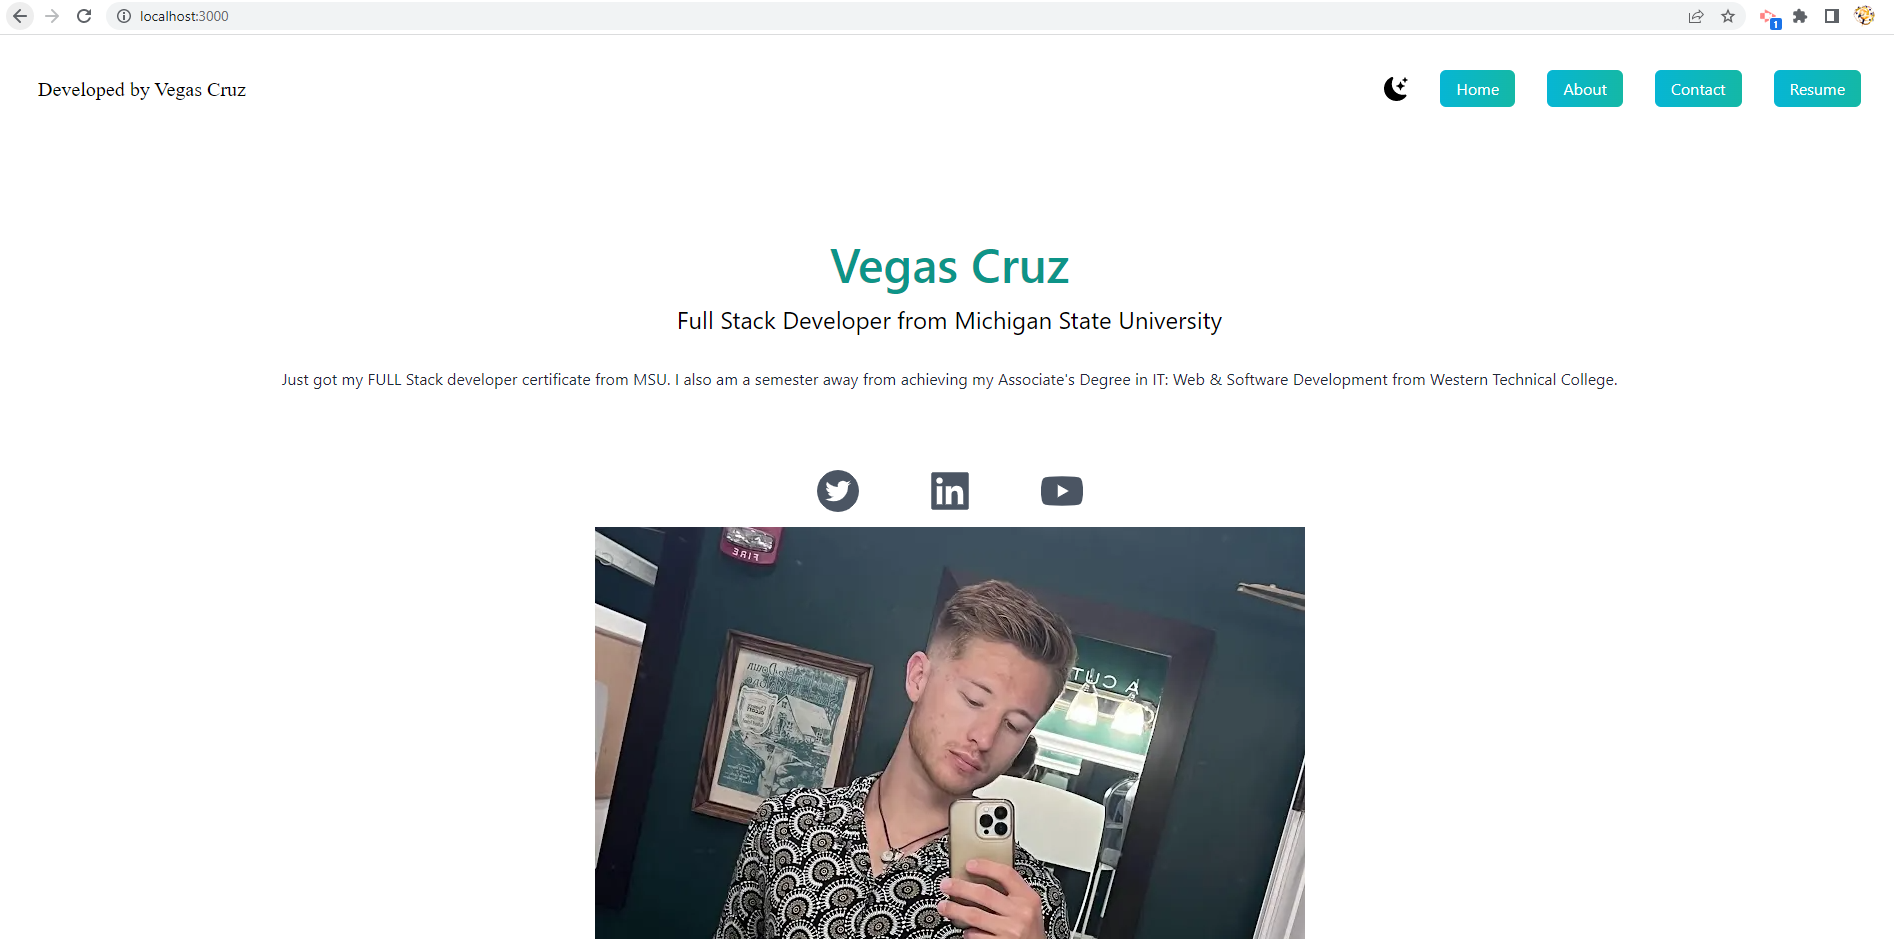 localhost:3000
1
Developed by Vegas Cruz
Home About Contact Resume
Vegas Cruz
Full Stack Developer from Michigan State University
Just got my FULL Stack developer certificate from MSU. I also am a semester away from achieving my Associate's Degree in IT: Web & Software Development from Western Technical College.
in
FIRE
A CUT